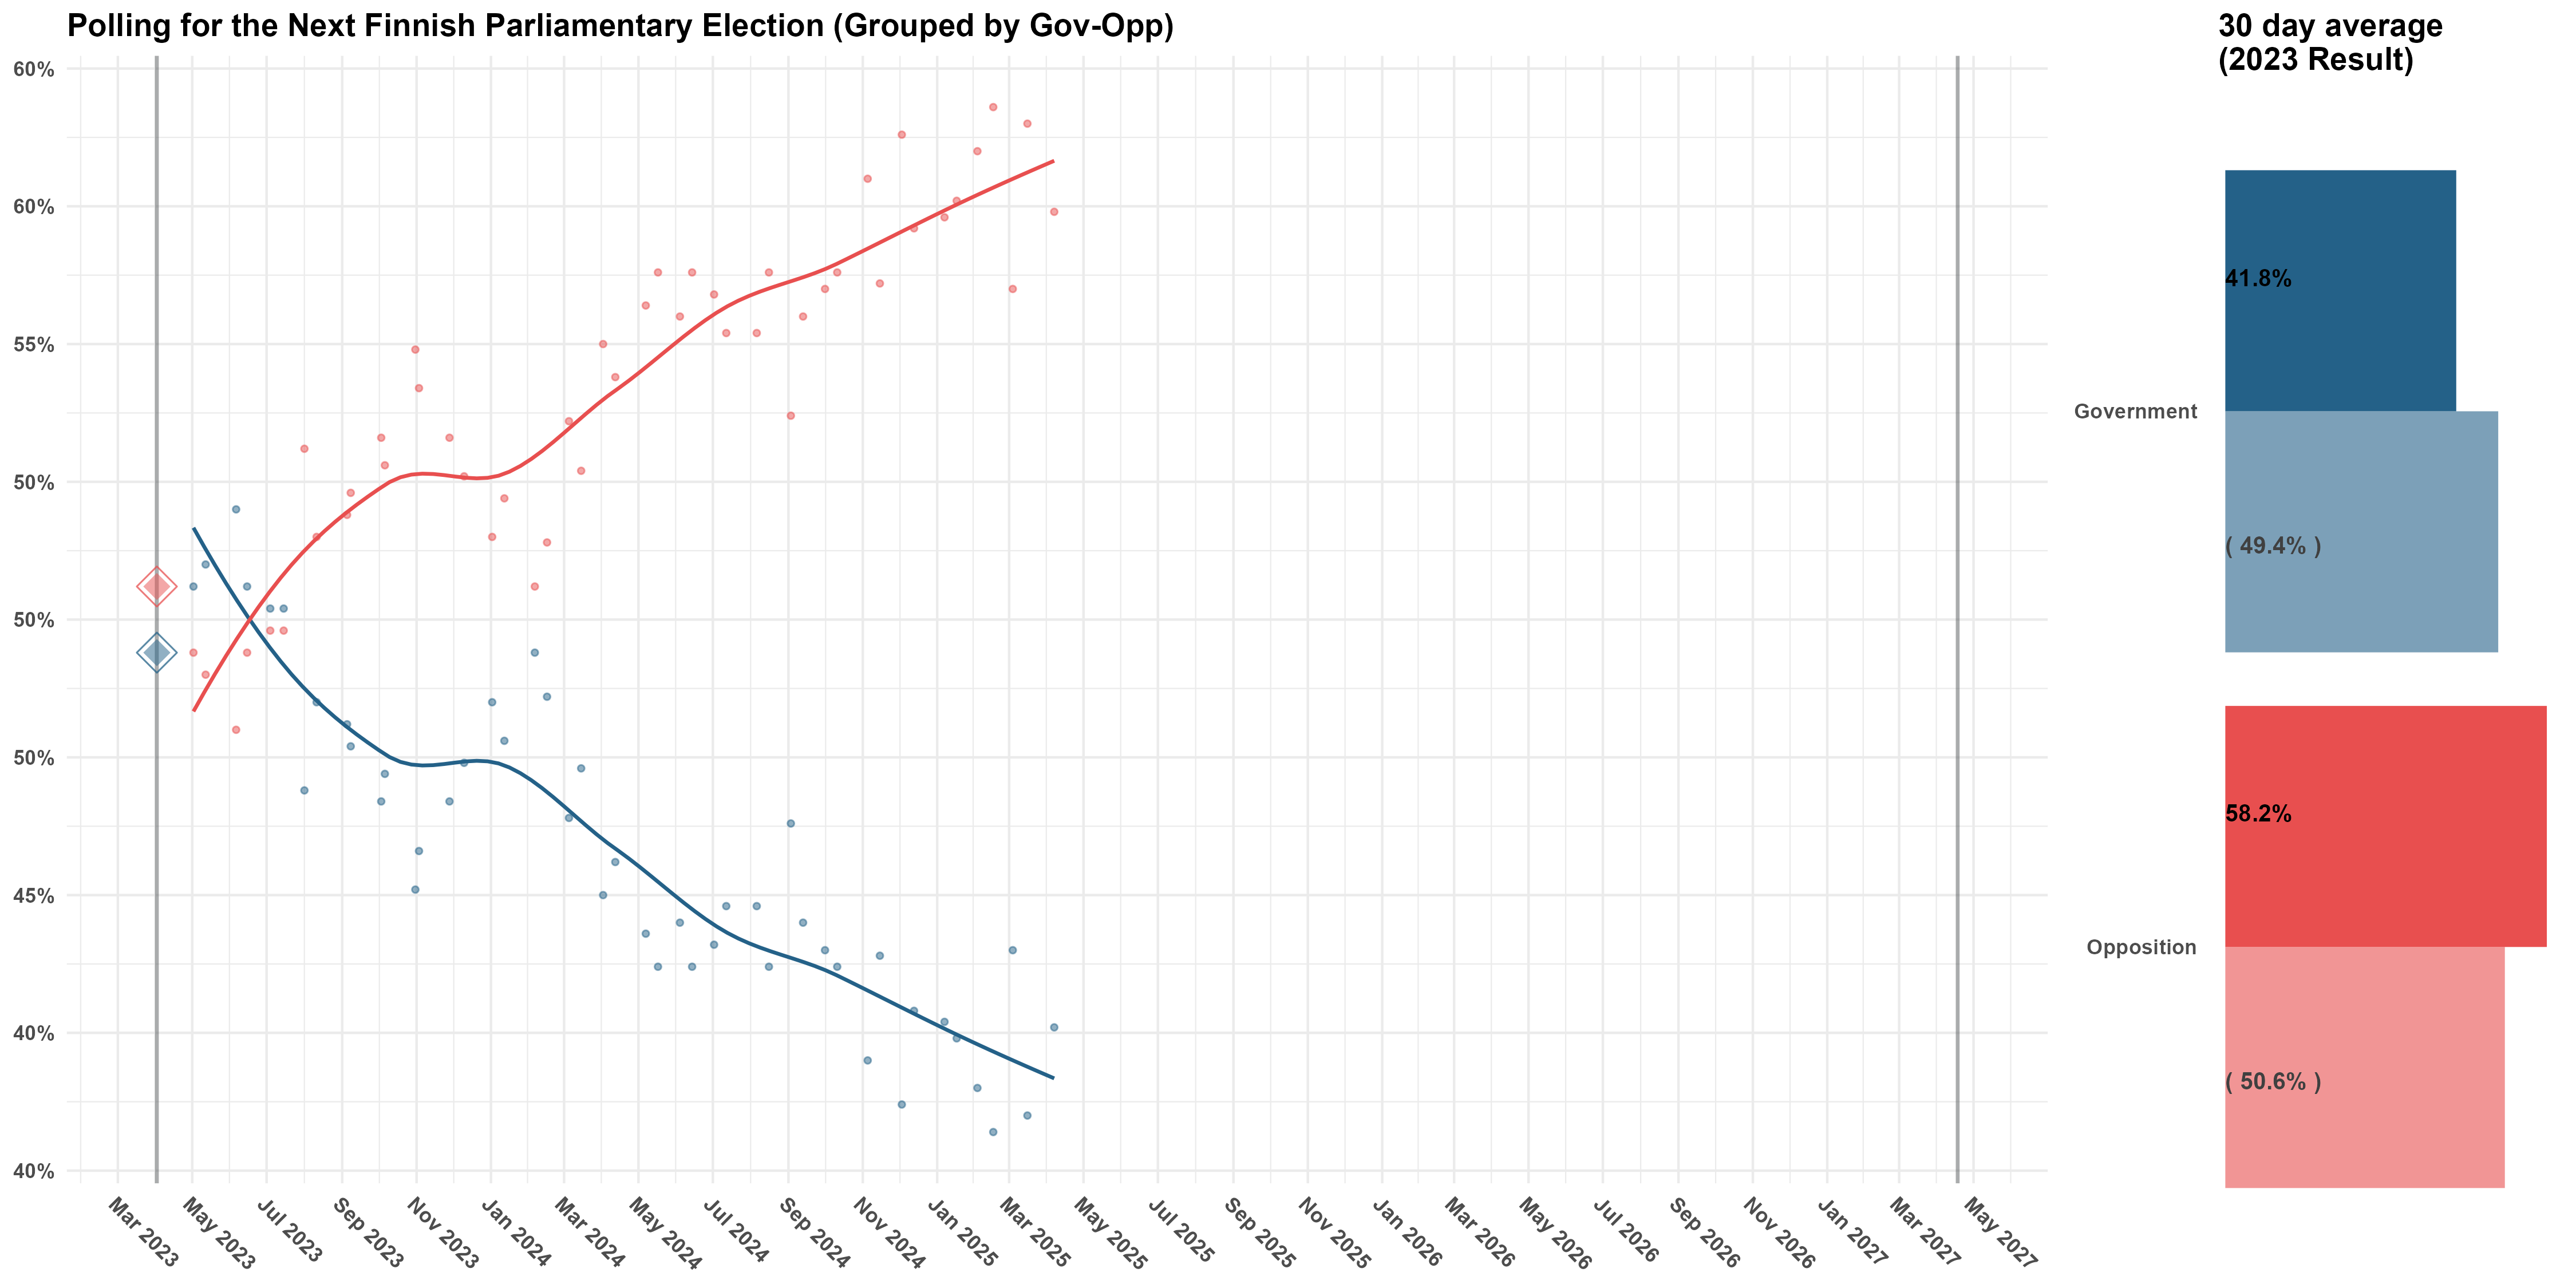 Polling for the Next Finnish Parliamentary Election (Grouped by Gov-Opp)
30 day average
(2023 Result)
60%
60%
55%
50%
50%
50%
45%
40%
40%
Mar 2023
May 2023
Jul 2023
Sep 2023
Nov 2023
Jan 2024
Mar 2024
May 2024
Jul 2024
Sep 2024
Nov 2024
Jan 2025
Mar 2025
May 2025
Jul 2025
Sep 2025
Nov 2025
Jan 2026
Mar 2026
May 2026
Jul 2026
Sep 2026
Nov 2026
Jan 2027
Mar 2027
May 2027
Government
41.8%
( 49.4% )
Opposition
58.2%
( 50.6% )